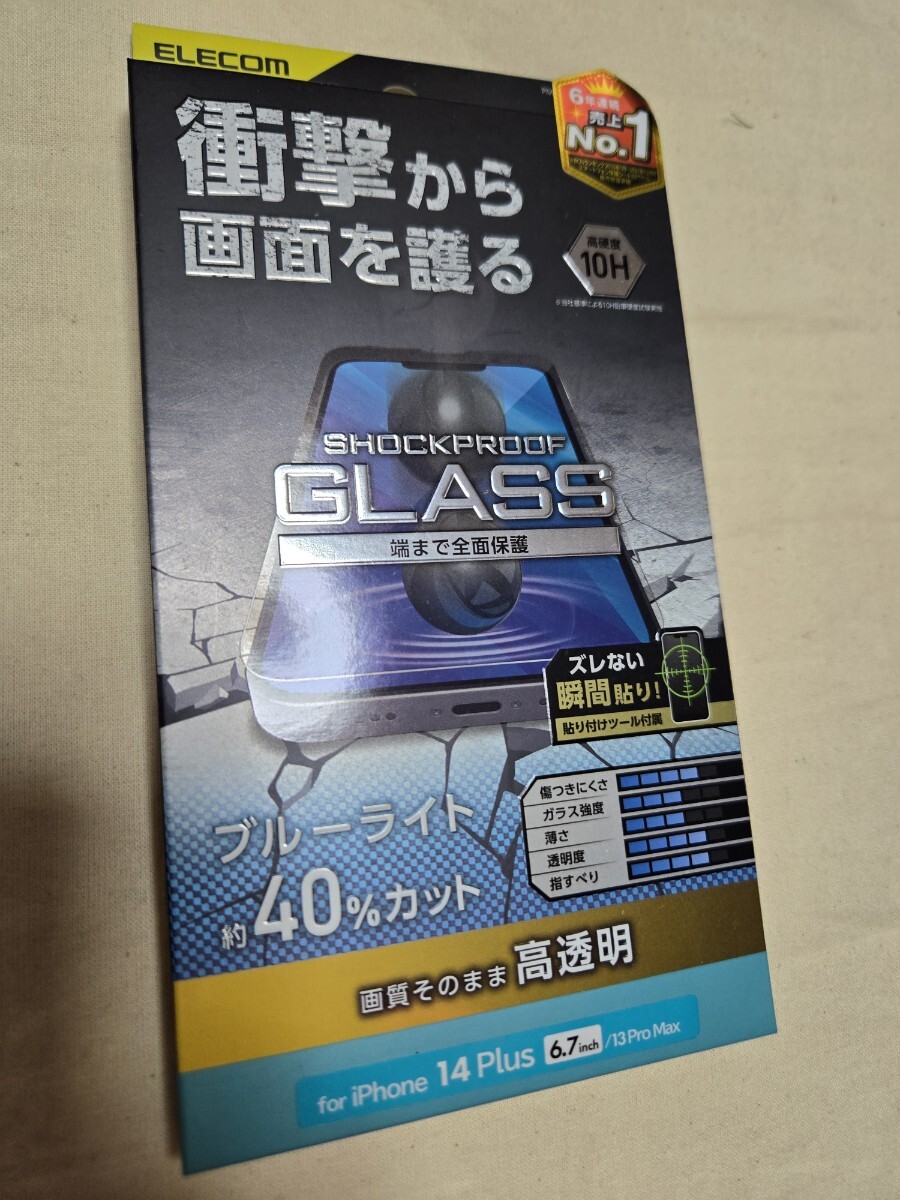 ELECOM
6年連続
売上
No.1
衝撃から
画面を護る
高硬度
10H
SHOCKPROOF
GLASS
端まで全面保護
ズレない
瞬間貼り!
貼り付けツール付属
傷つきにくさ
ガラス強度
薄さ
透明度
指すべり
ブルーライト
約40%カット
画質そのまま 高透明
for iPhone 14 Plus 6.7inch /13 Pro Max